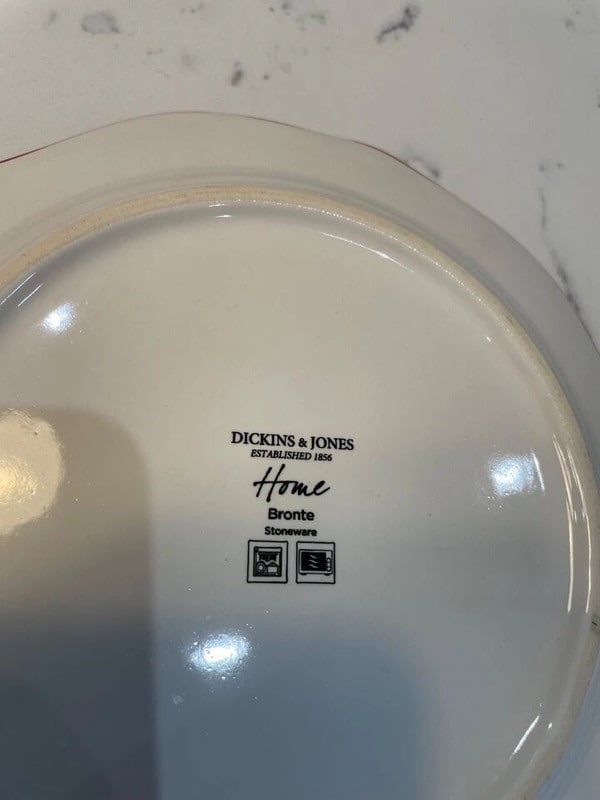 DICKINS & JONES
ESTABLISHED 1856
Home
Bronte
Stoneware